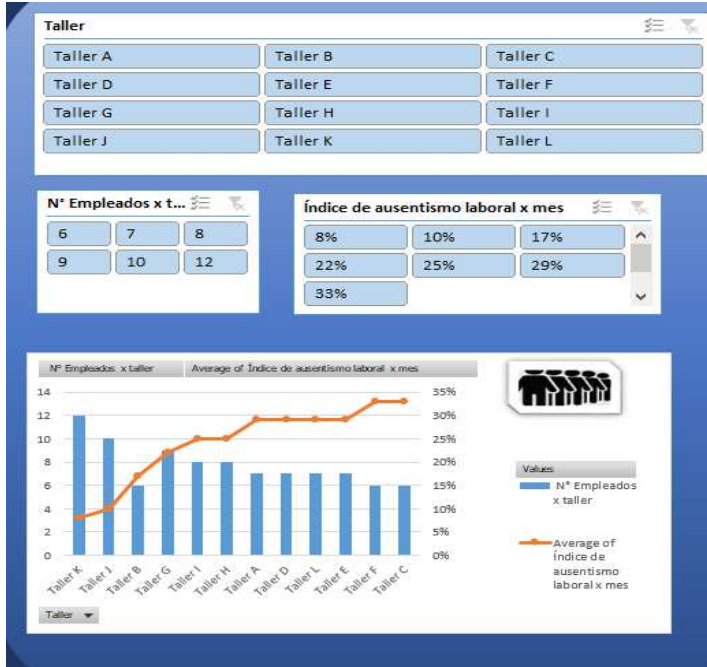 Taller
Taller A Taller B Taller C
Taller D Taller E Taller F
Taller G Taller H Taller I
Taller J Taller K Taller L
N° Empleados x t...
6 7 8
9 10 12
Índice de ausentismo laboral x mes
8% 10% 17%
22% 25% 29%
33%
N° Empleados x taller Average of Índice de ausentismo laboral x mes
14 35%
12 30%
10 25%
8 20%
6 15%
4 10%
2 5%
0 0%
Taller K Taller J Taller B Taller G Taller I Taller H Taller A Taller D Taller L Taller E Taller F Taller C
Taller
Values
N° Empleados
x taller
Average of
Índice de
ausentismo
laboral x mes